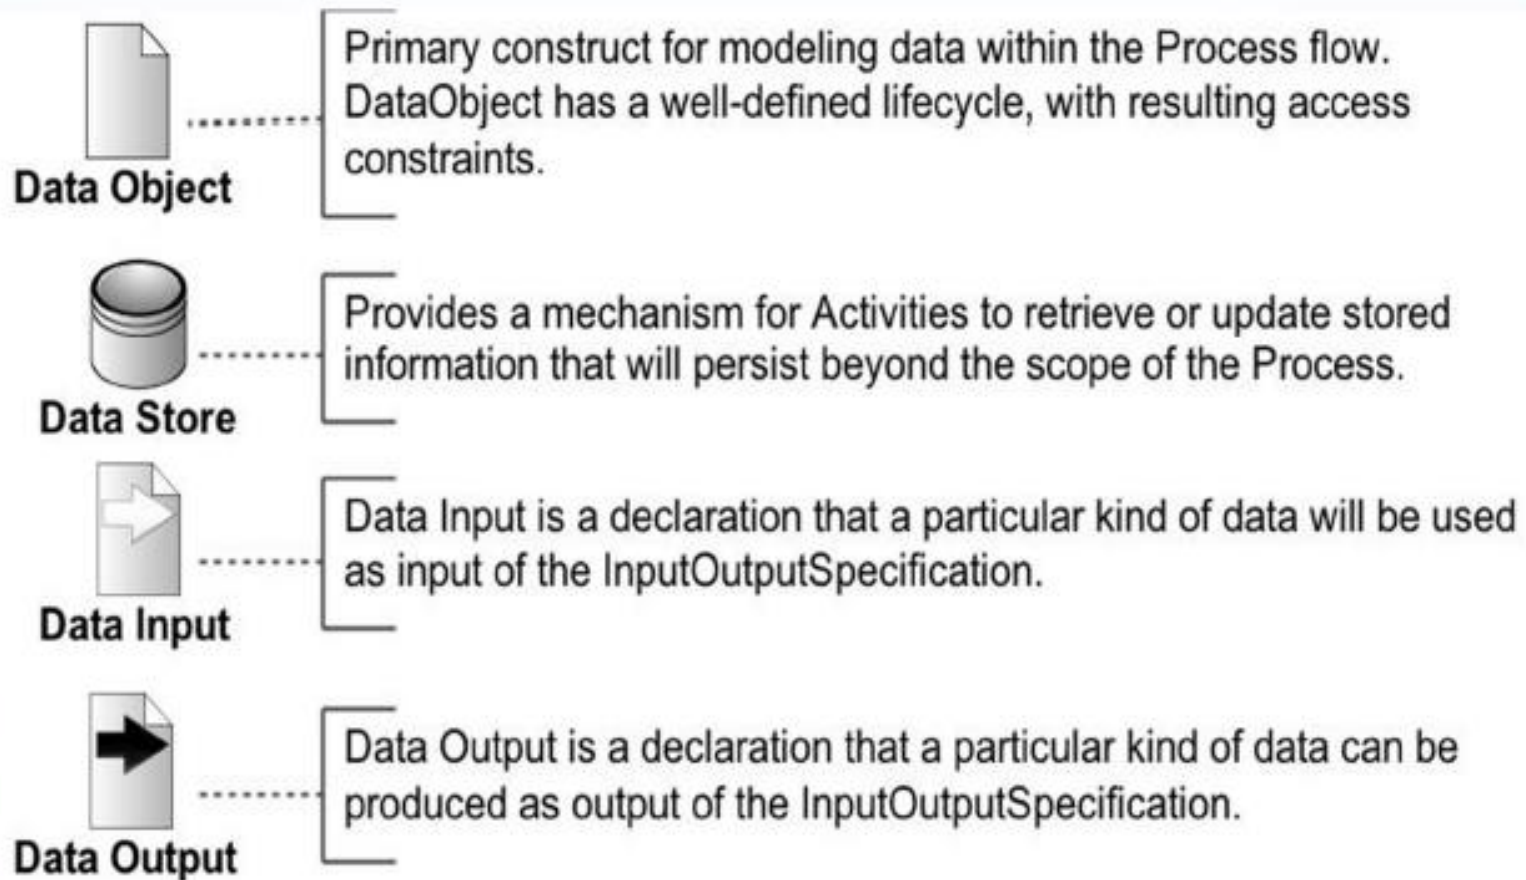 Primary construct for modeling data within the Process flow.
DataObject has a well-defined lifecycle, with resulting access
constraints.
Data Object
Provides a mechanism for Activities to retrieve or update stored
information that will persist beyond the scope of the Process.
Data Store
Data Input is a declaration that a particular kind of data will be used
as input of the InputOutputSpecification.
Data Input
Data Output is a declaration that a particular kind of data can be
produced as output of the InputOutputSpecification.
Data Output